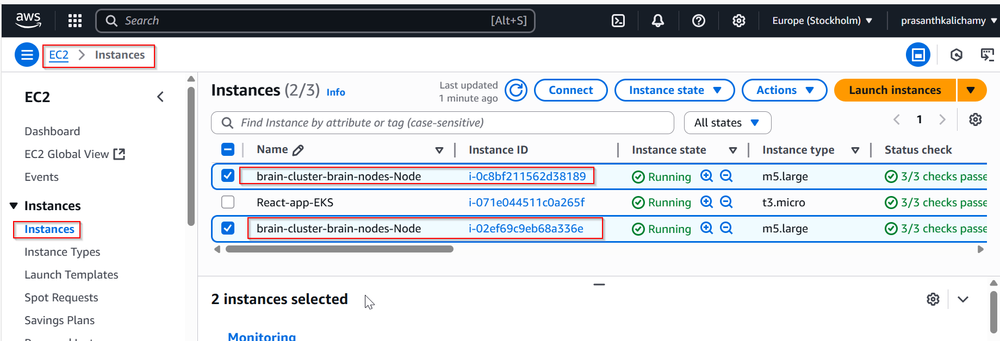 aws
Search [Alt+S]
Europe (Stockholm)
prasanthkalichamy
EC2 > Instances
EC2
Dashboard
EC2 Global View
Events
Instances
Instances
Instance Types
Launch Templates
Spot Requests
Savings Plans
Instances (2/3) Info
Last updated
1 minute ago
Connect
Instance state
Actions
Launch instances
Find Instance by attribute or tag (case-sensitive)
All states
1
Name Instance ID Instance state Instance type Status check
brain-cluster-brain-nodes-Node i-0c8bf211562d38189 Running m5.large 3/3 checks passe
React-app-EKS i-071e044511c0a265f Running t3.micro 3/3 checks passe
brain-cluster-brain-nodes-Node i-02ef69c9eb68a336e Running m5.large 3/3 checks passe
2 instances selected
Monitoring